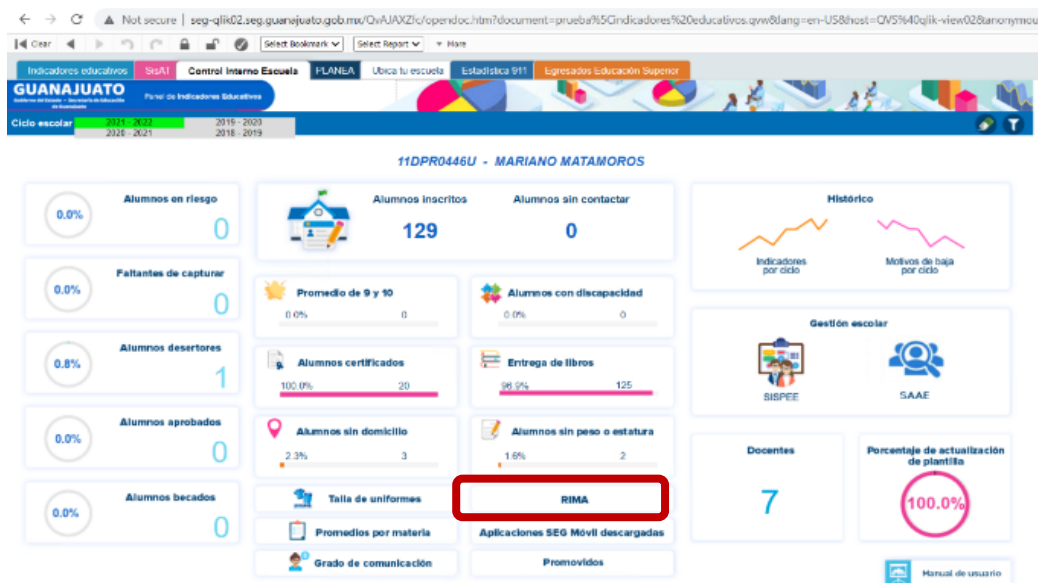 Not secure | seg-qlik02.seg.guanajuato.gob.mx/QvAJAXZfc/opendoc.htm?document=prueba%5Cindicadores%20educativos.qvw&lang=en-US&host=QVS%40qlik-view02&anonymou
Clear Select Bookmark Select Report More
Indicadores educativos SisAT Control Interno Escuela PLANEA Ubica tu escuela Estadística 911 Egresados Educación Superior
GUANAJUATO
Panel de Indicadores Educativos
Ciclo escolar 2021 - 2022 2019 - 2020
2020 - 2021 2018 - 2019
11DPR0446U - MARIANO MATAMOROS
Alumnos en riesgo
0.0%
0
Faltantes de capturar
0.0%
0
Alumnos desertores
0.8%
1
Alumnos aprobados
0.0%
0
Alumnos becados
0.0%
0
Alumnos inscritos
129
Alumnos sin contactar
0
Promedio de 9 y 10
0.0% 0
Alumnos con discapacidad
0.0% 0
Alumnos certificados
100.0% 20
Entrega de libros
96.9% 125
Alumnos sin domicilio
2.3% 3
Alumnos sin peso o estatura
1.6% 2
Talla de uniformes
RIMA
Promedios por materia
Aplicaciones SEG Móvil descargadas
Grado de comunicación
Promovidos
Histórico
Indicadores
por ciclo
Motivos de baja
por ciclo
Gestión escolar
SISPEE
SAAE
Docentes
7
Porcentaje de actualización
de plantilla
100.0%
Manual de usuario